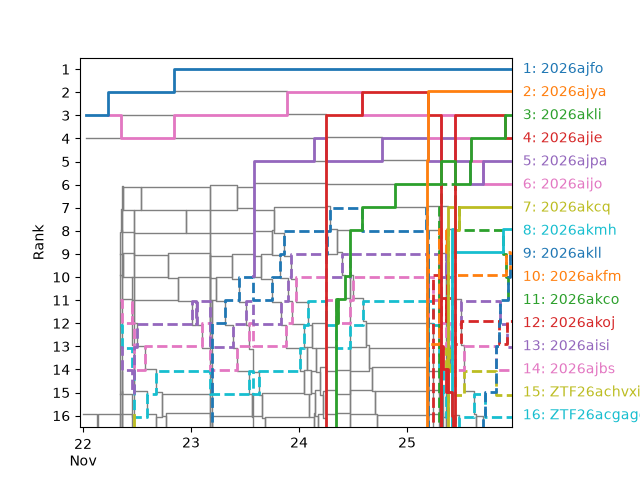 1
2
3
4
5
6
7
8
9
10
11
12
13
14
15
16
Rank
22
23
24
25
Nov
1: 2026ajfo
2: 2026ajya
3: 2026akli
4: 2026ajie
5: 2026ajpa
6: 2026aijo
7: 2026akcq
8: 2026akmh
9: 2026akll
10: 2026akfm
11: 2026akco
12: 2026akoj
13: 2026aisi
14: 2026ajbs
15: ZTF26achvxi
16: ZTF26acgag